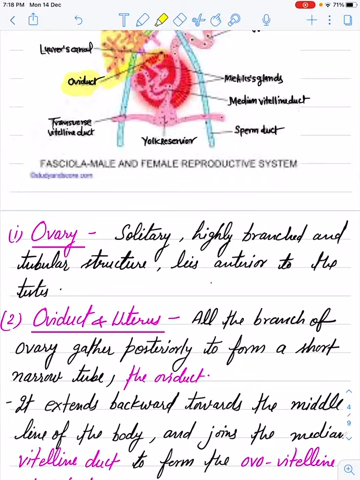 7:18 PM Mon 14 Dec
71%
Laurer's canal
Oviduct
Mehlis's glands
Median vitelline duct
Transverse
vitelline duct
Yolk reservior
Sperm duct
FASCIOLA-MALE AND FEMALE REPRODUCTIVE SYSTEM
©studyandscore.com
(1) Ovary - Solitary, highly branched and
tubular structure, lies anterior to the
testis.
(2) Oviduct & Uterus - All the branch of
ovary gather posteriorly to form a short
narrow tube, the oviduct.
- It extends backward towards the middle
line of the body, and joins the median
vitelline duct to form the ovo-vitelline
4
9